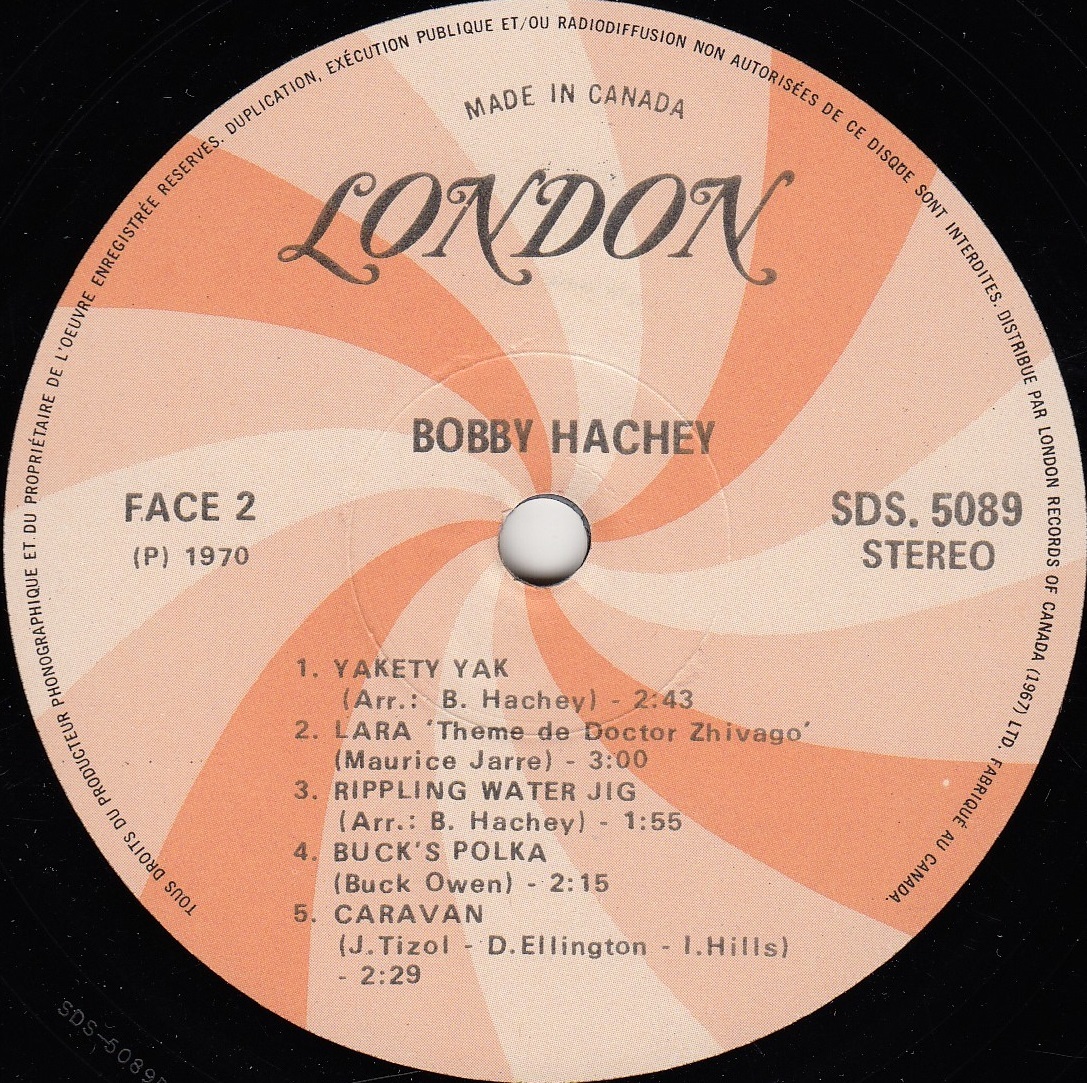 TOUS DROITS DU PRODUCTEUR PHONOGRAPHIQUE ET DU PROPRIÉTAIRE DE L'OEUVRE ENREGISTRÉE RESERVES. DUPLICATION, EXÉCUTION PUBLIQUE ET/OU RADIODIFFUSION NON AUTORISÉES DE CE DISQUE SONT INTERDITES. DISTRIBUE PAR LONDON RECORDS OF CANADA (1967) LTD. FABRIQUÉ AU CANADA.
MADE IN CANADA
LONDON
BOBBY HACHEY
FACE 2
(P) 1970
SDS. 5089
STEREO
1. YAKETY YAK
(Arr.: B. Hachey) - 2:43
2. LARA 'Theme de Doctor Zhivago'
(Maurice Jarre) - 3:00
3. RIPPLING WATER JIG
(Arr.: B. Hachey) - 1:55
4. BUCK'S POLKA
(Buck Owen) - 2:15
5. CARAVAN
(J.Tizol - D.Ellington - I.Hills)
- 2:29